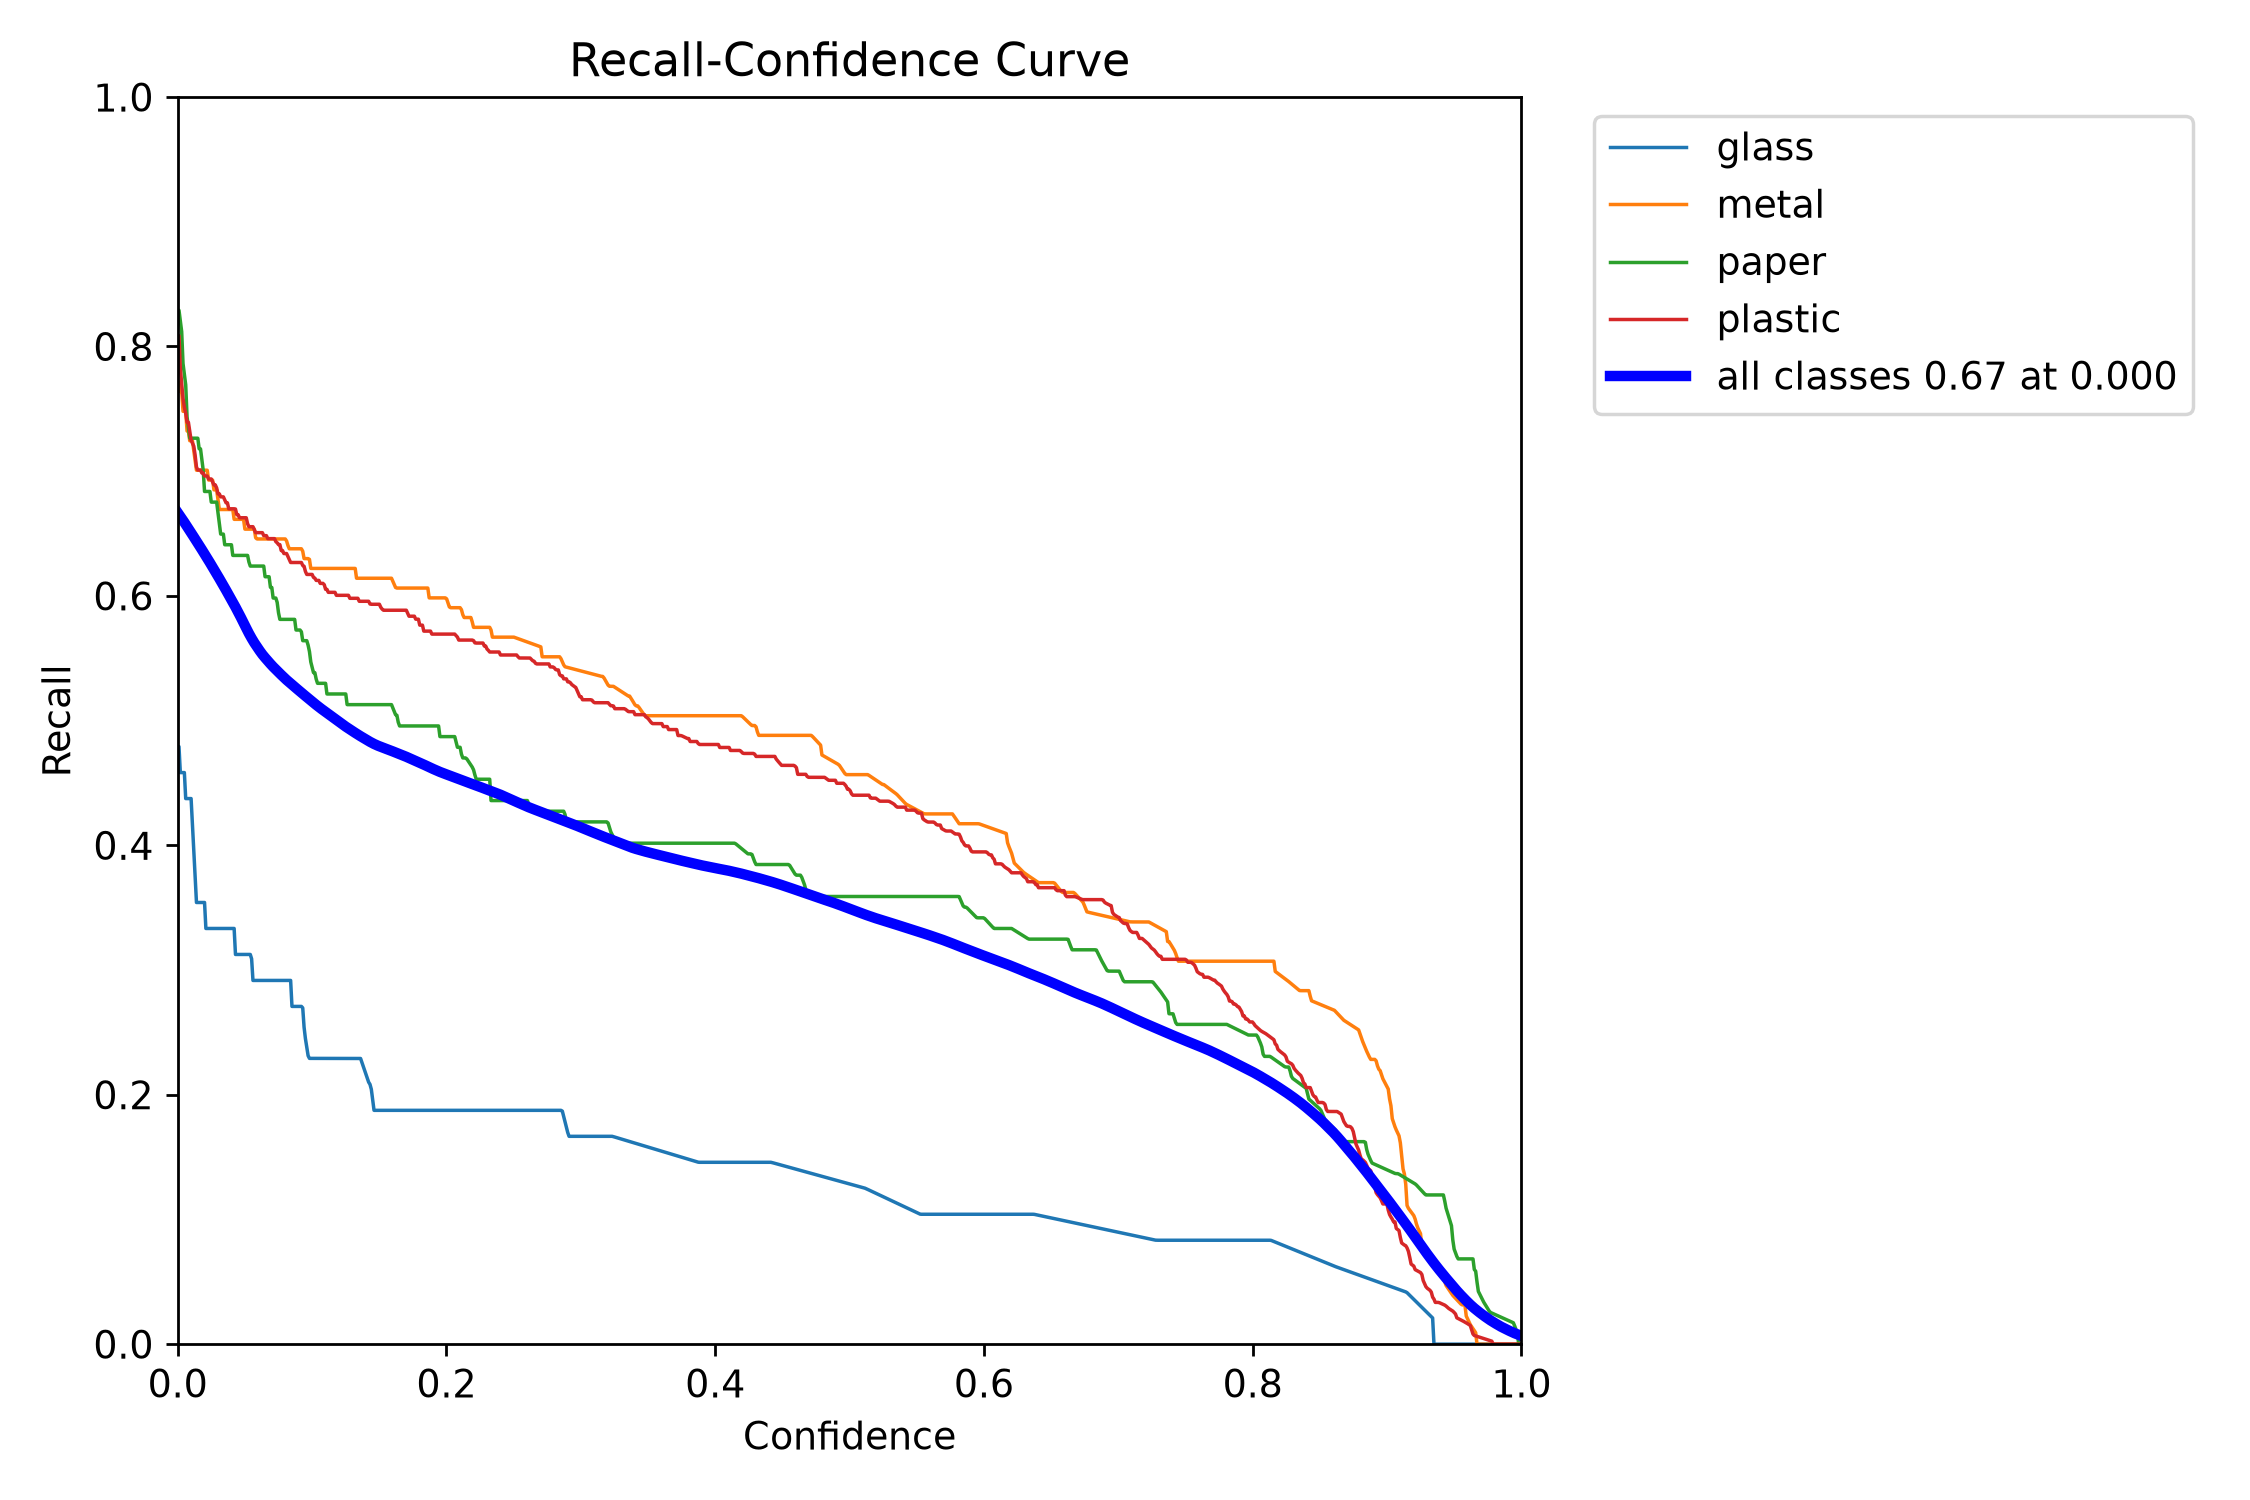 Recall-Confidence Curve
1.0
0.8
0.6
0.4
0.2
0.0
Recall
0.0 0.2 0.4 0.6 0.8 1.0
Confidence
glass
metal
paper
plastic
all classes 0.67 at 0.000